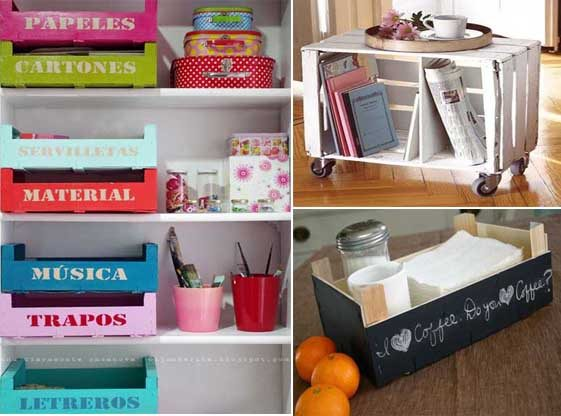 PAPELES
CARTONES
SERVILLETAS
MATERIAL
MÚSICA
TRAPOS
LETREROS
I ♥ Coffee. Do you ♥ Coffee?